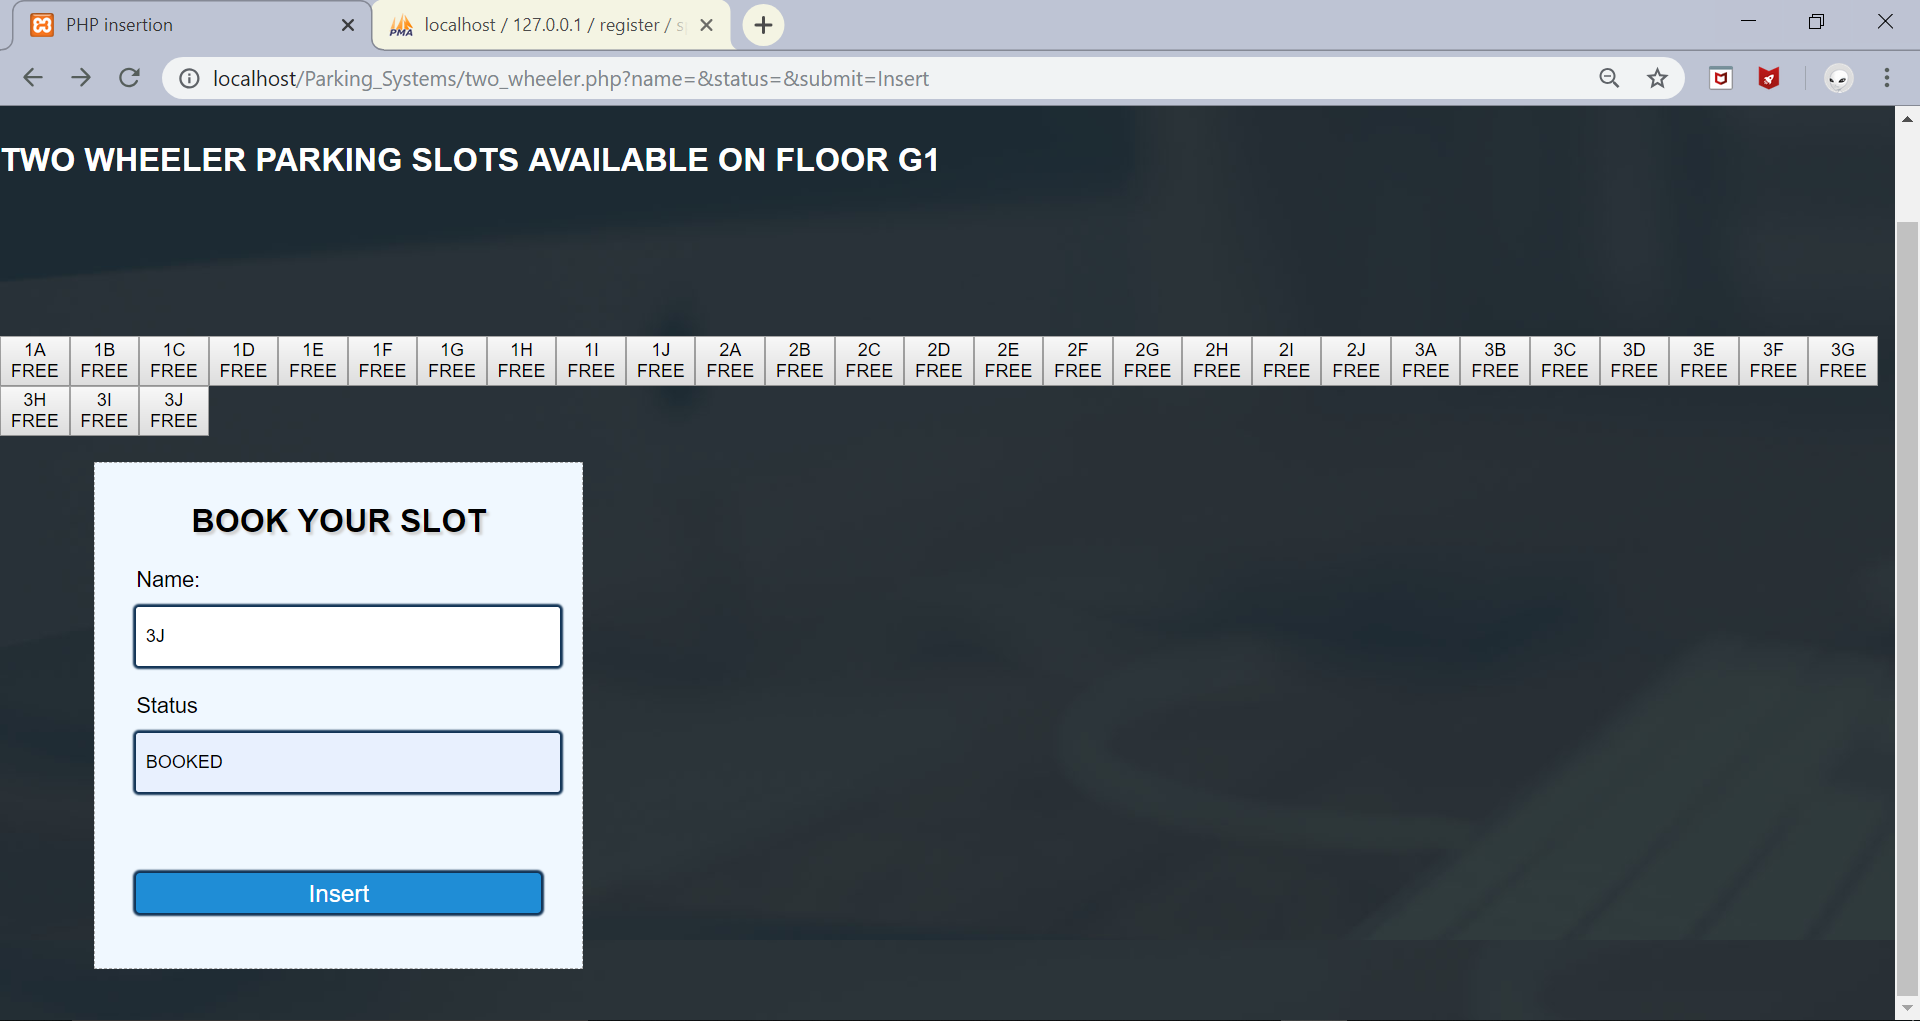 PHP insertion
localhost / 127.0.0.1 / register /
localhost/Parking_Systems/two_wheeler.php?name=&status=&submit=Insert
TWO WHEELER PARKING SLOTS AVAILABLE ON FLOOR G1
1A 1B 1C 1D 1E 1F 1G 1H 1I 1J 2A 2B 2C 2D 2E 2F 2G 2H 2I 2J 3A 3B 3C 3D 3E 3F 3G
FREE FREE FREE FREE FREE FREE FREE FREE FREE FREE FREE FREE FREE FREE FREE FREE FREE FREE FREE FREE FREE FREE FREE FREE FREE FREE FREE
3H 3I 3J
FREE FREE FREE
BOOK YOUR SLOT
Name:
3J
Status
BOOKED
Insert